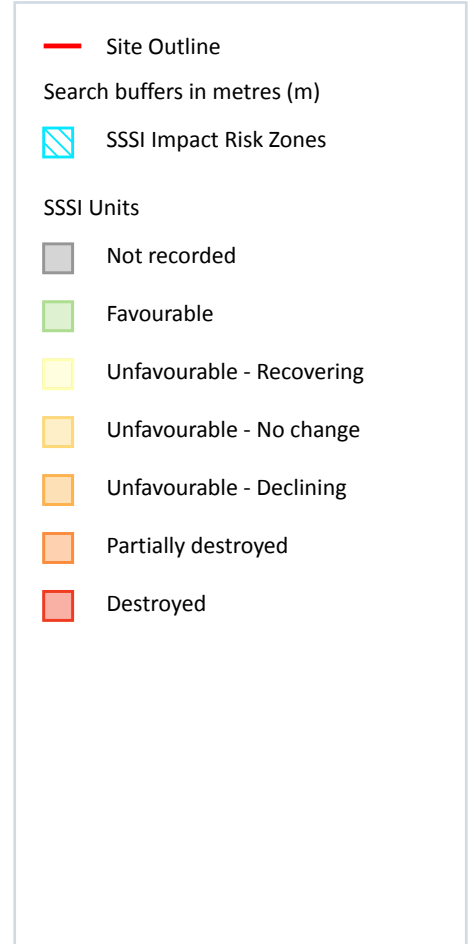 Site Outline
Search buffers in metres (m)
SSSI Impact Risk Zones
SSSI Units
Not recorded
Favourable
Unfavourable - Recovering
Unfavourable - No change
Unfavourable - Declining
Partially destroyed
Destroyed